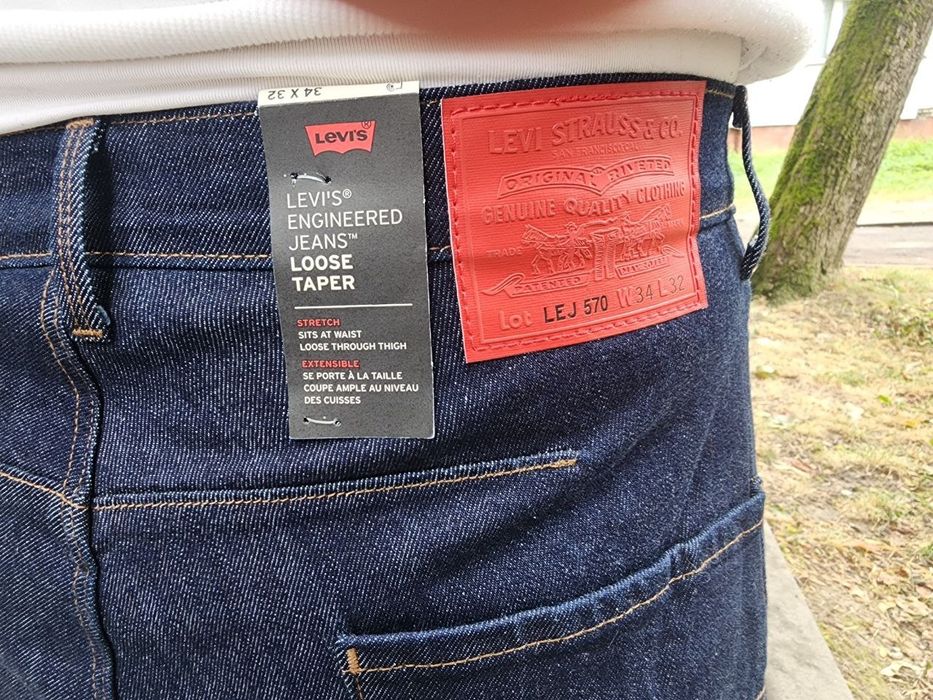 34 X 32
Levi's®
LEVI'S®
ENGINEERED
JEANS™
LOOSE
TAPER
STRETCH
SITS AT WAIST
LOOSE THROUGH THIGH
EXTENSIBLE
SE PORTE À LA TAILLE
COUPE AMPLE AU NIVEAU
DES CUISSES
LEVI STRAUSS & CO.
SAN FRANCISCO, CAL.
ORIGINAL RIVETED
GENUINE QUALITY CLOTHING
TRADE
PATENTED
Lot LEJ 570 W 34 L 32